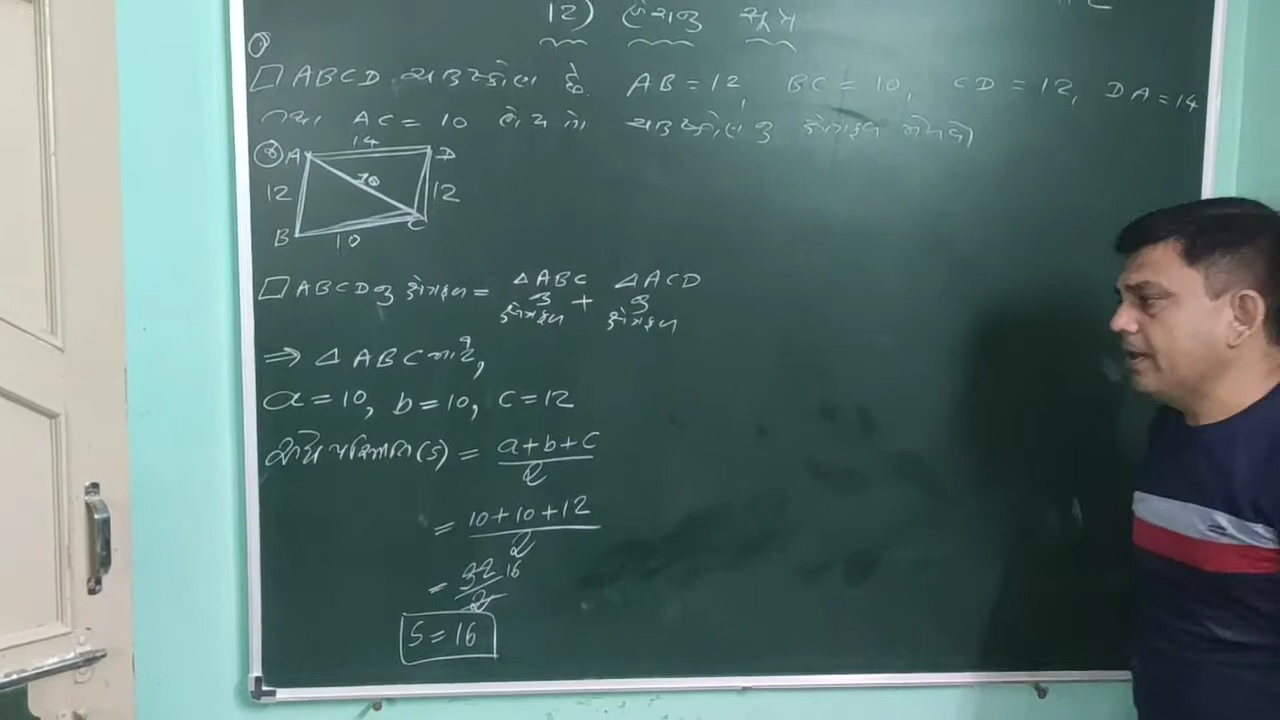 12) હેરોનનું સૂત્ર
□ABCD ચતુષ્કોણ છે. AB = 12, BC = 10, CD = 12, DA = 14
તથા AC = 10 હોય તો ચતુષ્કોણનું ક્ષેત્રફળ મેળવો
જ A 14 D
12 10 12
B 10 C
□ABCDનું ક્ષેત્રફળ = △ABC નું ક્ષેત્રફળ + △ACD નું ક્ષેત્રફળ
⇒ △ABC માટે,
a = 10, b = 10, c = 12
અર્ધપરિમિતિ(s) = a+b+c / 2
= 10+10+12 / 2
= 32 / 2 16
S = 16